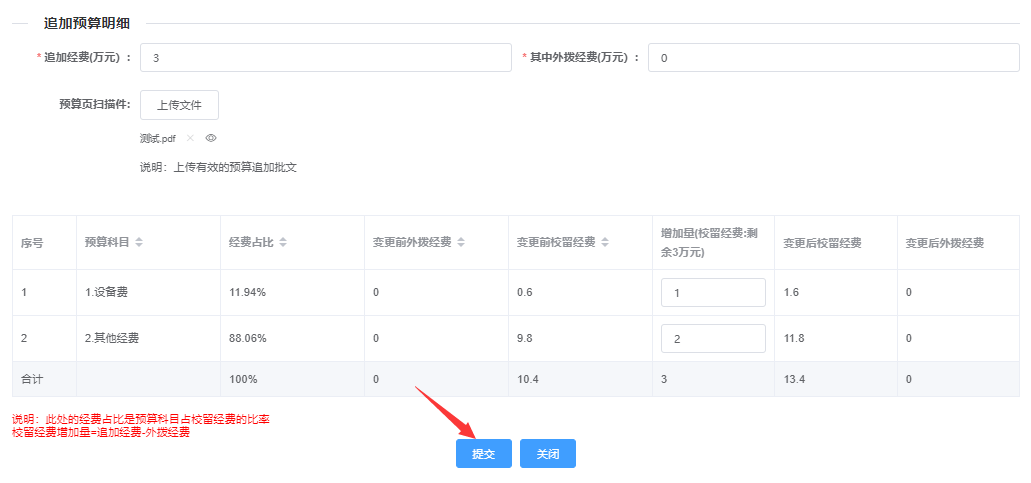 追加预算明细
* 追加经费(万元) : 3 * 其中外拨经费(万元) : 0
预算页扫描件: 上传文件
测试.pdf
说明: 上传有效的预算追加批文
序号 预算科目 经费占比 变更前外拨经费 变更前校留经费 增加量(校留经费:剩 变更后校留经费 变更后外拨经费
余3万元)
1 1.设备费 11.94% 0 0.6 1 1.6 0
2 2.其他经费 88.06% 0 9.8 2 11.8 0
合计 100% 0 10.4 3 13.4 0
说明: 此处的经费占比是预算科目占校留经费的比率
校留经费增加量=追加经费-外拨经费
提交 关闭